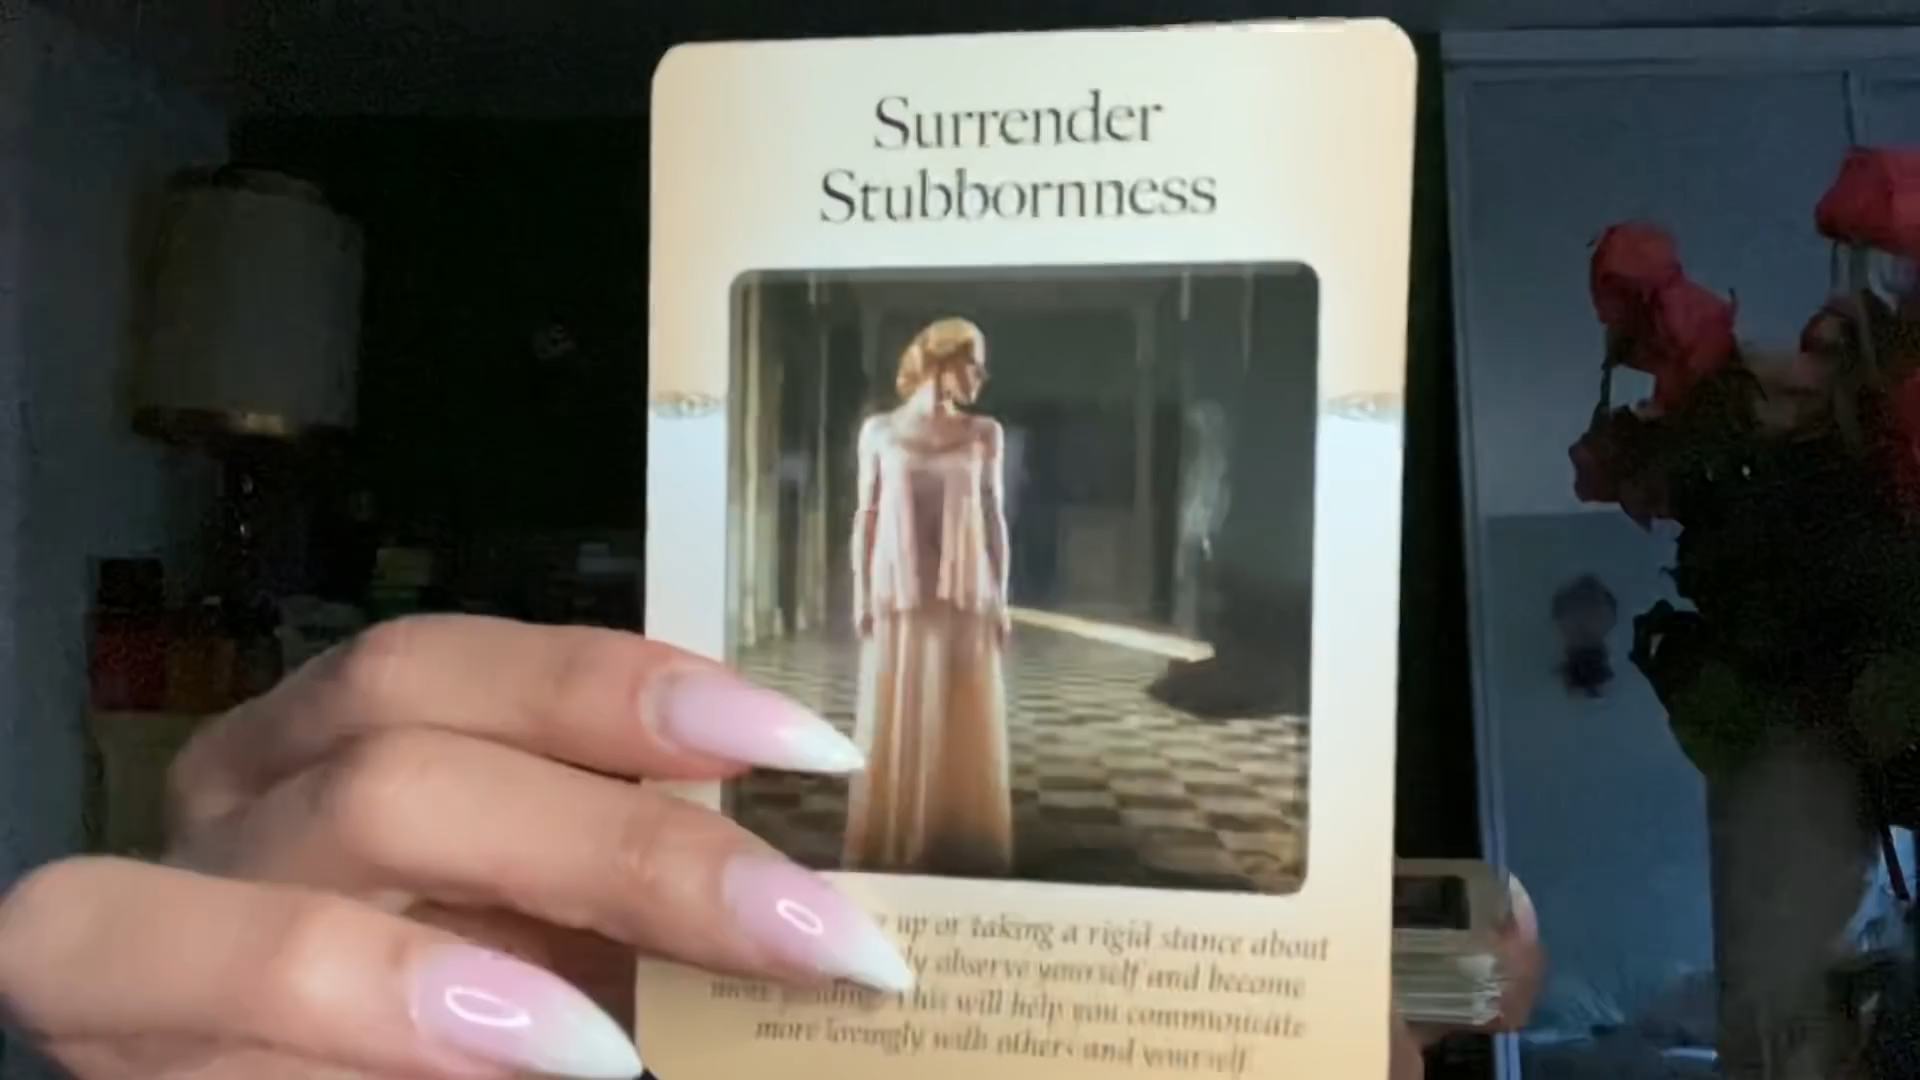 Surrender
Stubbornness
up or taking a rigid stance about
observe yourself and become
This will help you communicate
more lovingly with others and yourself.